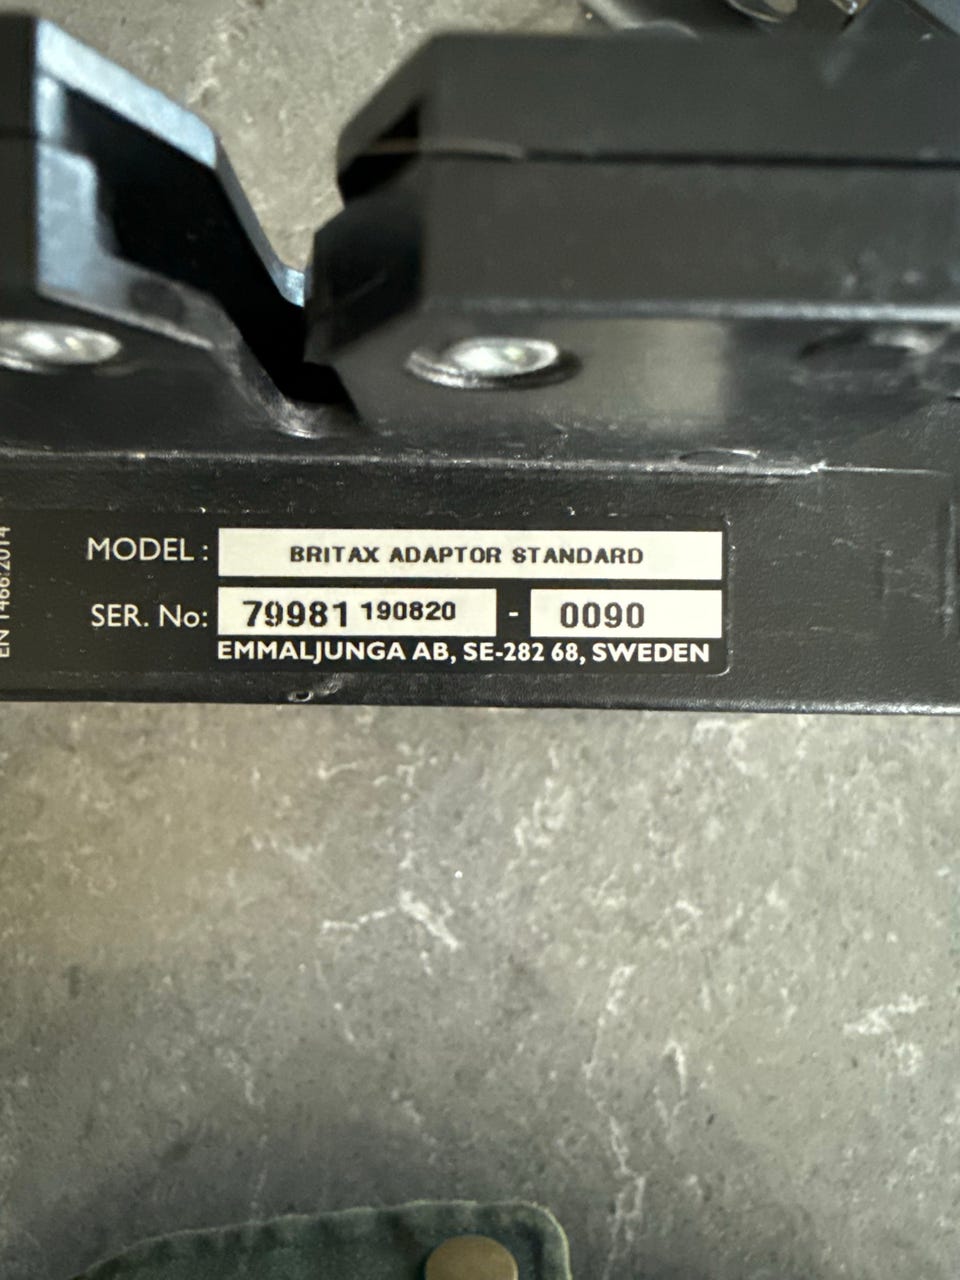 EN 1466:2014
MODEL: BRITAX ADAPTOR STANDARD
SER. No: 79981 190820 - 0090
EMMALJUNGA AB, SE-282 68, SWEDEN